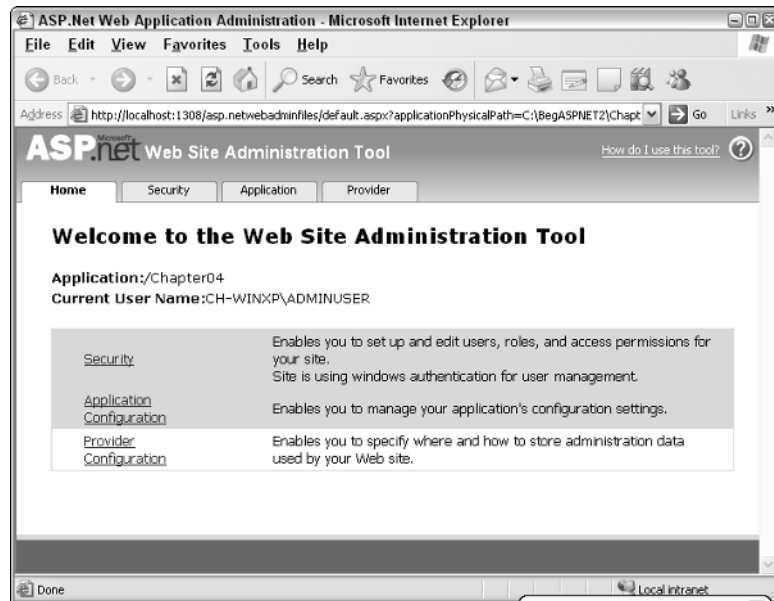 ASP.Net Web Application Administration - Microsoft Internet Explorer
File Edit View Favorites Tools Help
Back Search Favorites
Address http://localhost:1308/asp.netwebadminfiles/default.aspx?applicationPhysicalPath=C:\BegASPNET2\Chapt Go Links »
Microsoft
ASP.net Web Site Administration Tool How do I use this tool? ?
Home Security Application Provider
Welcome to the Web Site Administration Tool
Application:/Chapter04
Current User Name:CH-WINXP\ADMINUSER
Security
Enables you to set up and edit users, roles, and access permissions for
your site.
Site is using windows authentication for user management.
Application
Configuration
Enables you to manage your application's configuration settings.
Provider
Configuration
Enables you to specify where and how to store administration data
used by your Web site.
Done Local intranet